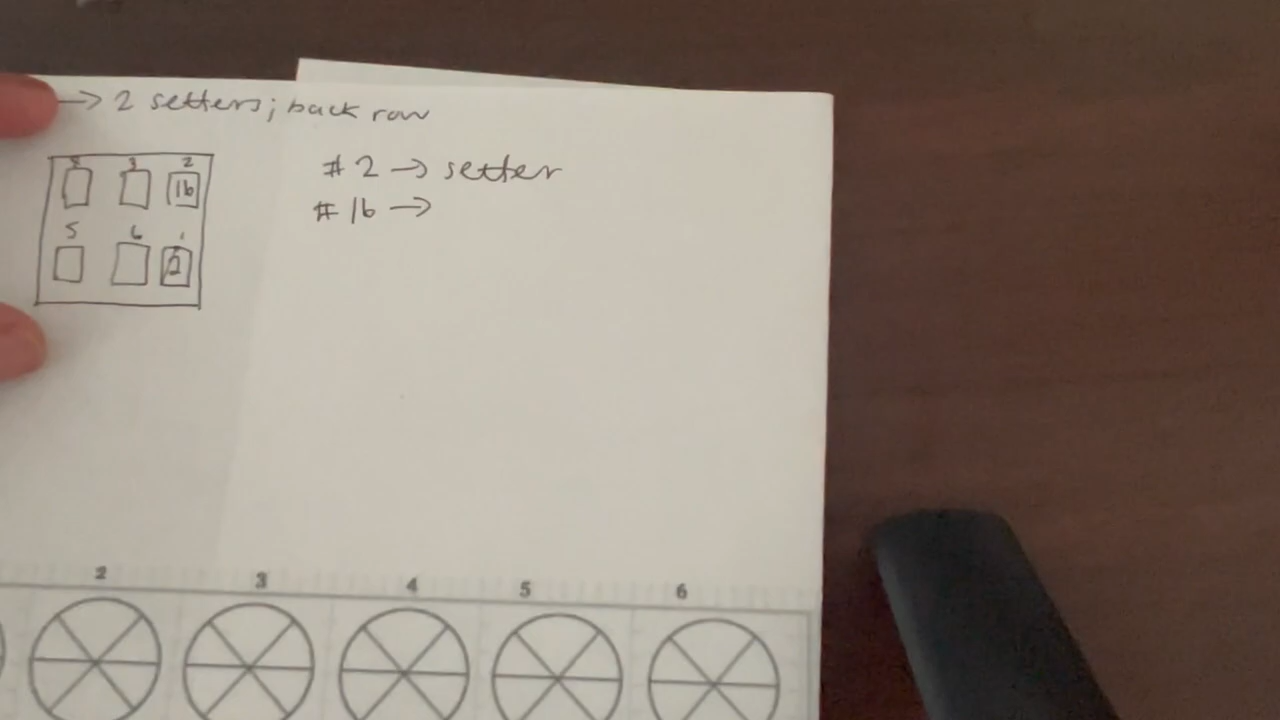 → 2 setters; back row
# 2 → setter
# 16 →
3 2
16
5 6 1
2
2 3 4 5 6